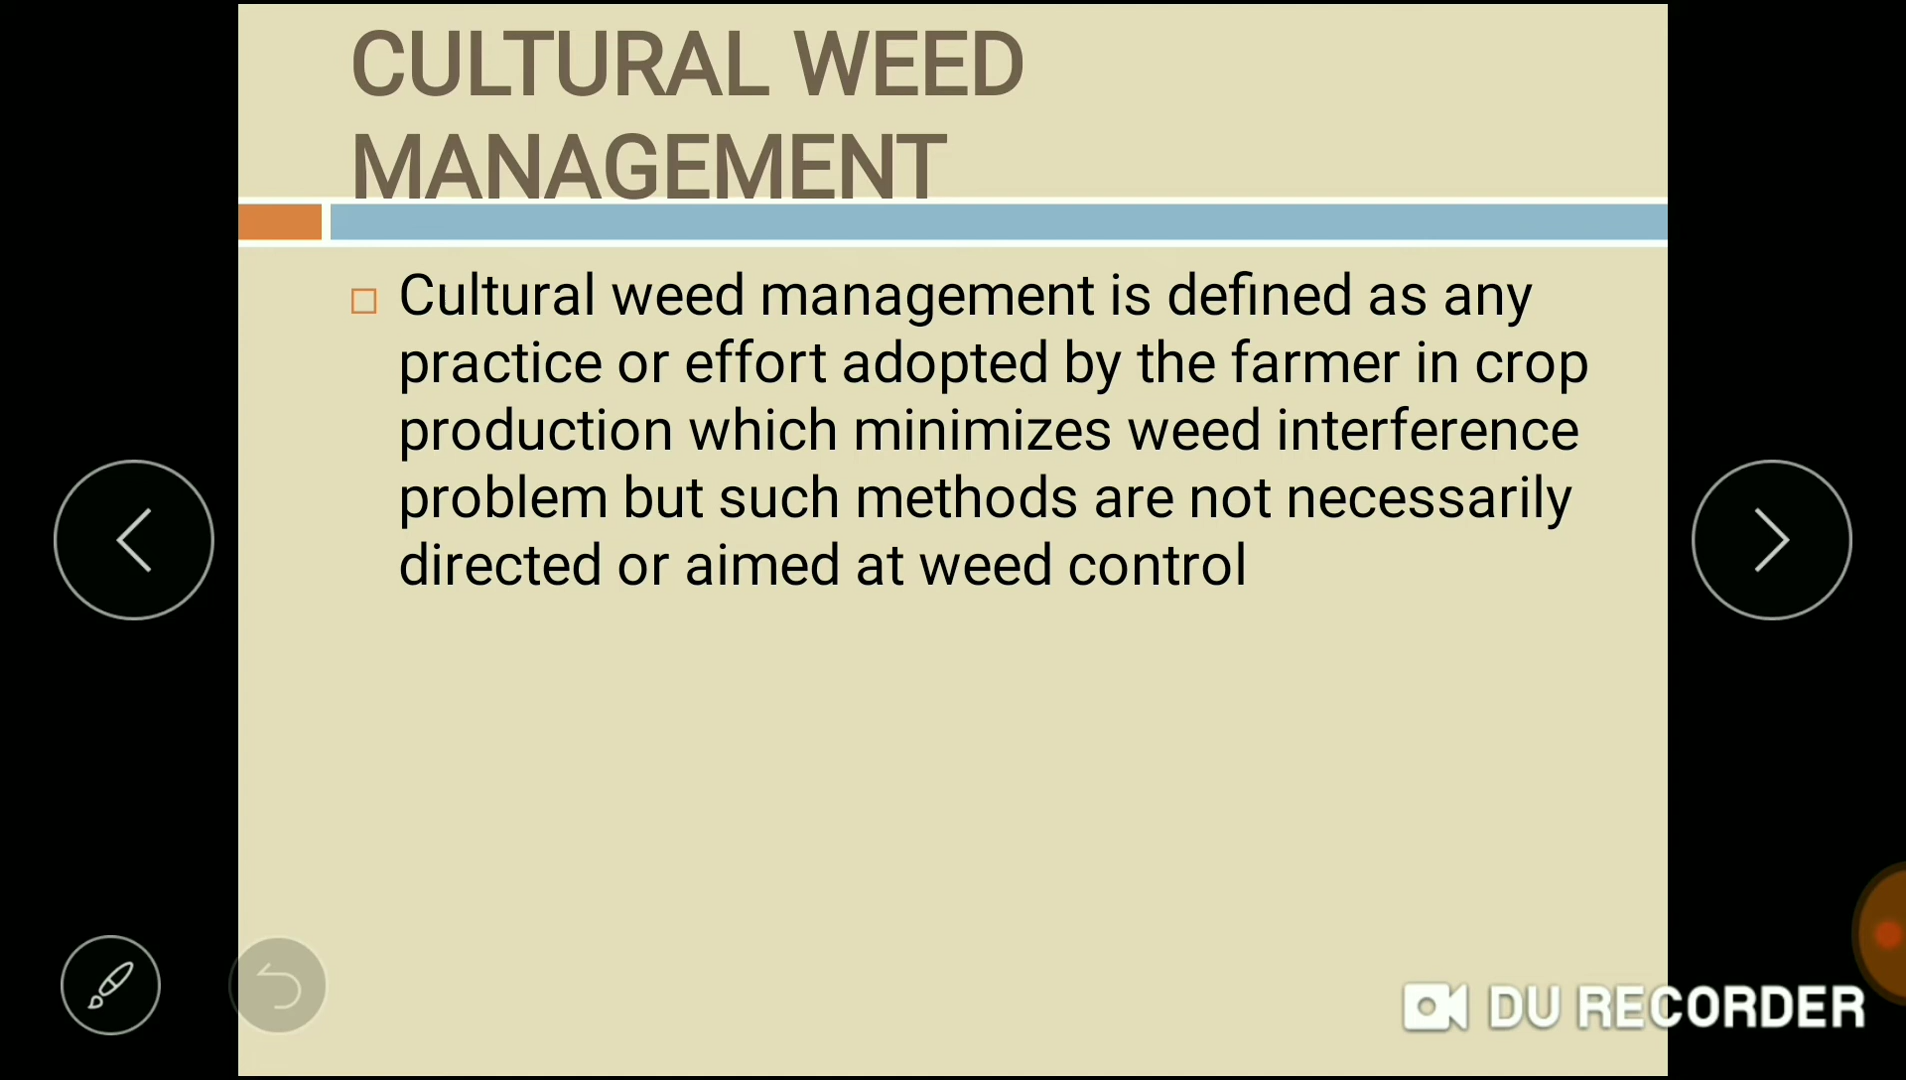 CULTURAL WEED
MANAGEMENT
Cultural weed management is defined as any
practice or effort adopted by the farmer in crop
production which minimizes weed interference
problem but such methods are not necessarily
directed or aimed at weed control
DU RECORDER